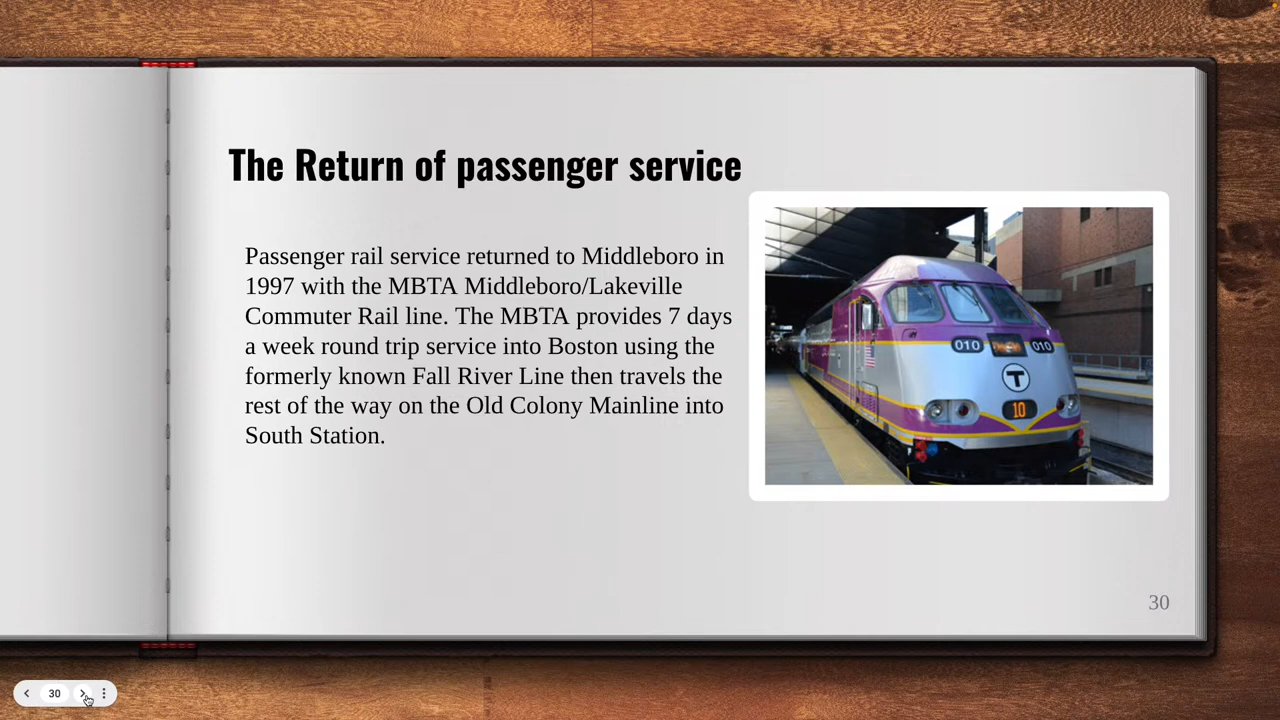 The Return of passenger service
Passenger rail service returned to Middleboro in
1997 with the MBTA Middleboro/Lakeville
Commuter Rail line. The MBTA provides 7 days
a week round trip service into Boston using the
formerly known Fall River Line then travels the
rest of the way on the Old Colony Mainline into
South Station.
010
010
T
10
30
30